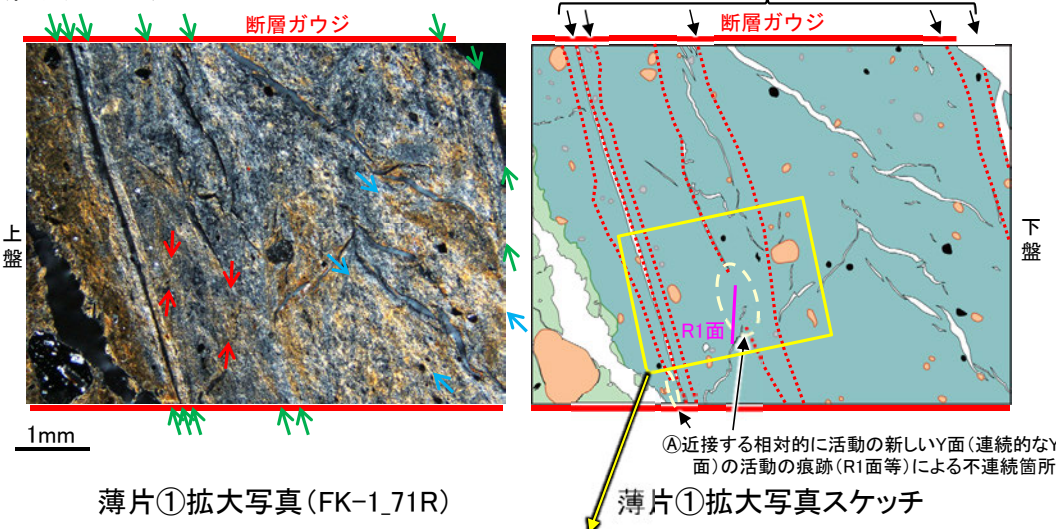 断層ガウジ
断層ガウジ
上盤
下盤
R1面
1mm
Ⓐ近接する相対的に活動の新しいY面(連続的なY
面)の活動の痕跡(R1面等)による不連続箇所
薄片①拡大写真(FK-1_71R)
薄片①拡大写真スケッチ